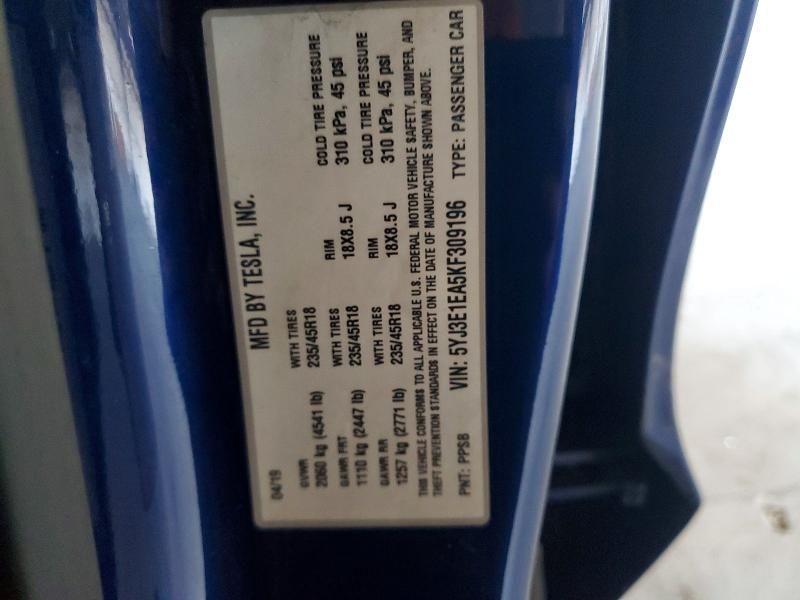 04/19 MFD BY TESLA, INC.
GVWR WITH TIRES RIM COLD TIRE PRESSURE
2060 kg (4541 lb) 235/45R18 18X8.5 J 310 kPa, 45 psi
GAWR FRT WITH TIRES RIM COLD TIRE PRESSURE
1110 kg (2447 lb) 235/45R18 18X8.5 J 310 kPa, 45 psi
GAWR RR WITH TIRES
1257 kg (2771 lb) 235/45R18
THIS VEHICLE CONFORMS TO ALL APPLICABLE U.S. FEDERAL MOTOR VEHICLE SAFETY, BUMPER, AND
THEFT PREVENTION STANDARDS IN EFFECT ON THE DATE OF MANUFACTURE SHOWN ABOVE.
PNT: PPSB VIN: 5YJ3E1EA5KF309196 TYPE: PASSENGER CAR